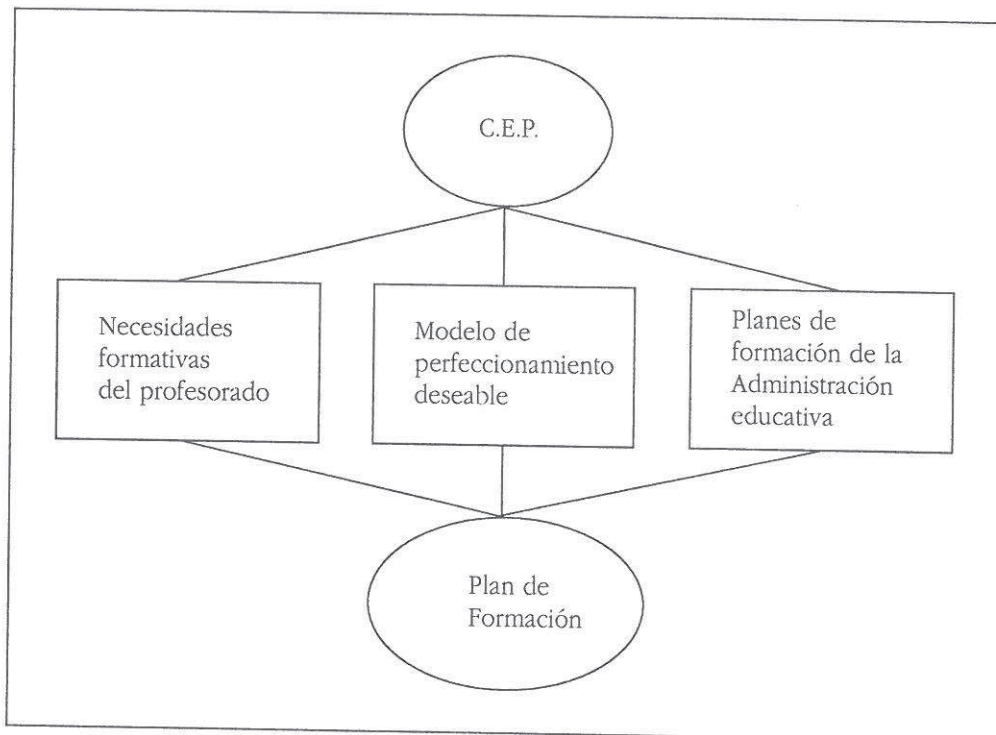 C.E.P.
Necesidades
formativas
del profesorado
Modelo de
perfeccionamiento
deseable
Planes de
formación de la
Administración
educativa
Plan de
Formación